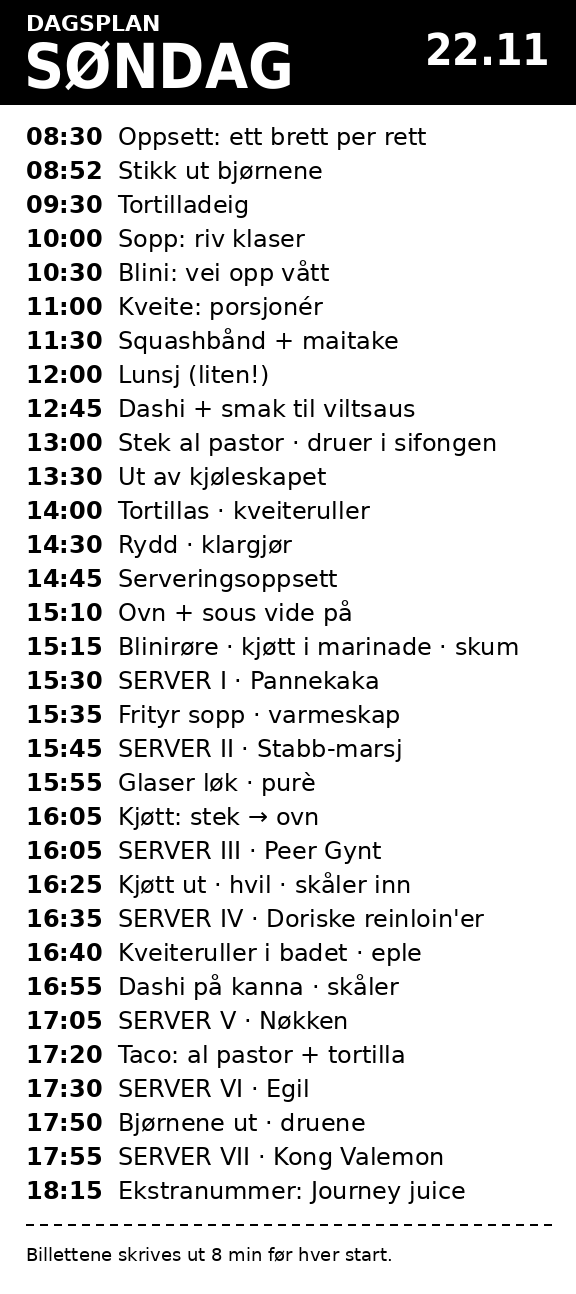 DAGSPLAN
SØNDAG
22.11
08:30 Oppsett: ett brett per rett
08:52 Stikk ut bjørnene
09:30 Tortilladeig
10:00 Sopp: riv klaser
10:30 Blini: vei opp vått
11:00 Kveite: porsjonér
11:30 Squashbånd + maitake
12:00 Lunsj (liten!)
12:45 Dashi + smak til viltsaus
13:00 Stek al pastor · druer i sifongen
13:30 Ut av kjøleskapet
14:00 Tortillas · kveiteruller
14:30 Rydd · klargjør
14:45 Serveringsoppsett
15:10 Ovn + sous vide på
15:15 Blinirøre · kjøtt i marinade · skum
15:30 SERVER I · Pannekaka
15:35 Frityr sopp · varmeskap
15:45 SERVER II · Stabb-marsj
15:55 Glaser løk · purè
16:05 Kjøtt: stek → ovn
16:05 SERVER III · Peer Gynt
16:25 Kjøtt ut · hvil · skåler inn
16:35 SERVER IV · Doriske reinloin'er
16:40 Kveiteruller i badet · eple
16:55 Dashi på kanna · skåler
17:05 SERVER V · Nøkken
17:20 Taco: al pastor + tortilla
17:30 SERVER VI · Egil
17:50 Bjørnene ut · druene
17:55 SERVER VII · Kong Valemon
18:15 Ekstranummer: Journey juice
Billettene skrives ut 8 min før hver start.